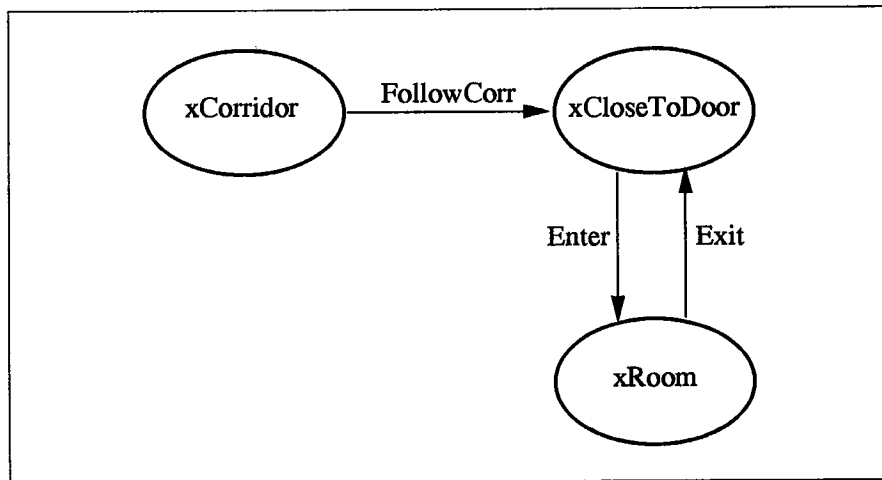 xCorridor
FollowCorr
xCloseToDoor
Enter
Exit
xRoom